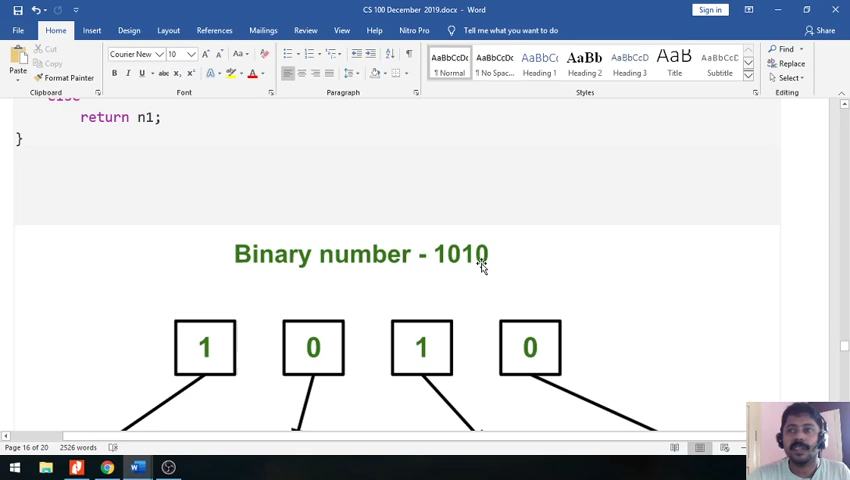 CS 100 December 2019.docx - Word
Sign in
File Home Insert Design Layout References Mailings Review View Help Nitro Pro Tell me what you want to do Share
Paste
Cut
Copy
Format Painter
Clipboard
Courier New 10
Font
Paragraph
AaBbCcDc AaBbCcDc AaBbCc AaBb AaBbCcD AaB AaBbCcD
¶ Normal ¶ No Spac... Heading 1 Heading 2 Heading 3 Title Subtitle
Styles
Find
Replace
Select
Editing
else
return n1;
}
Binary number - 1010
1 0 1 0
Page 16 of 20 2526 words